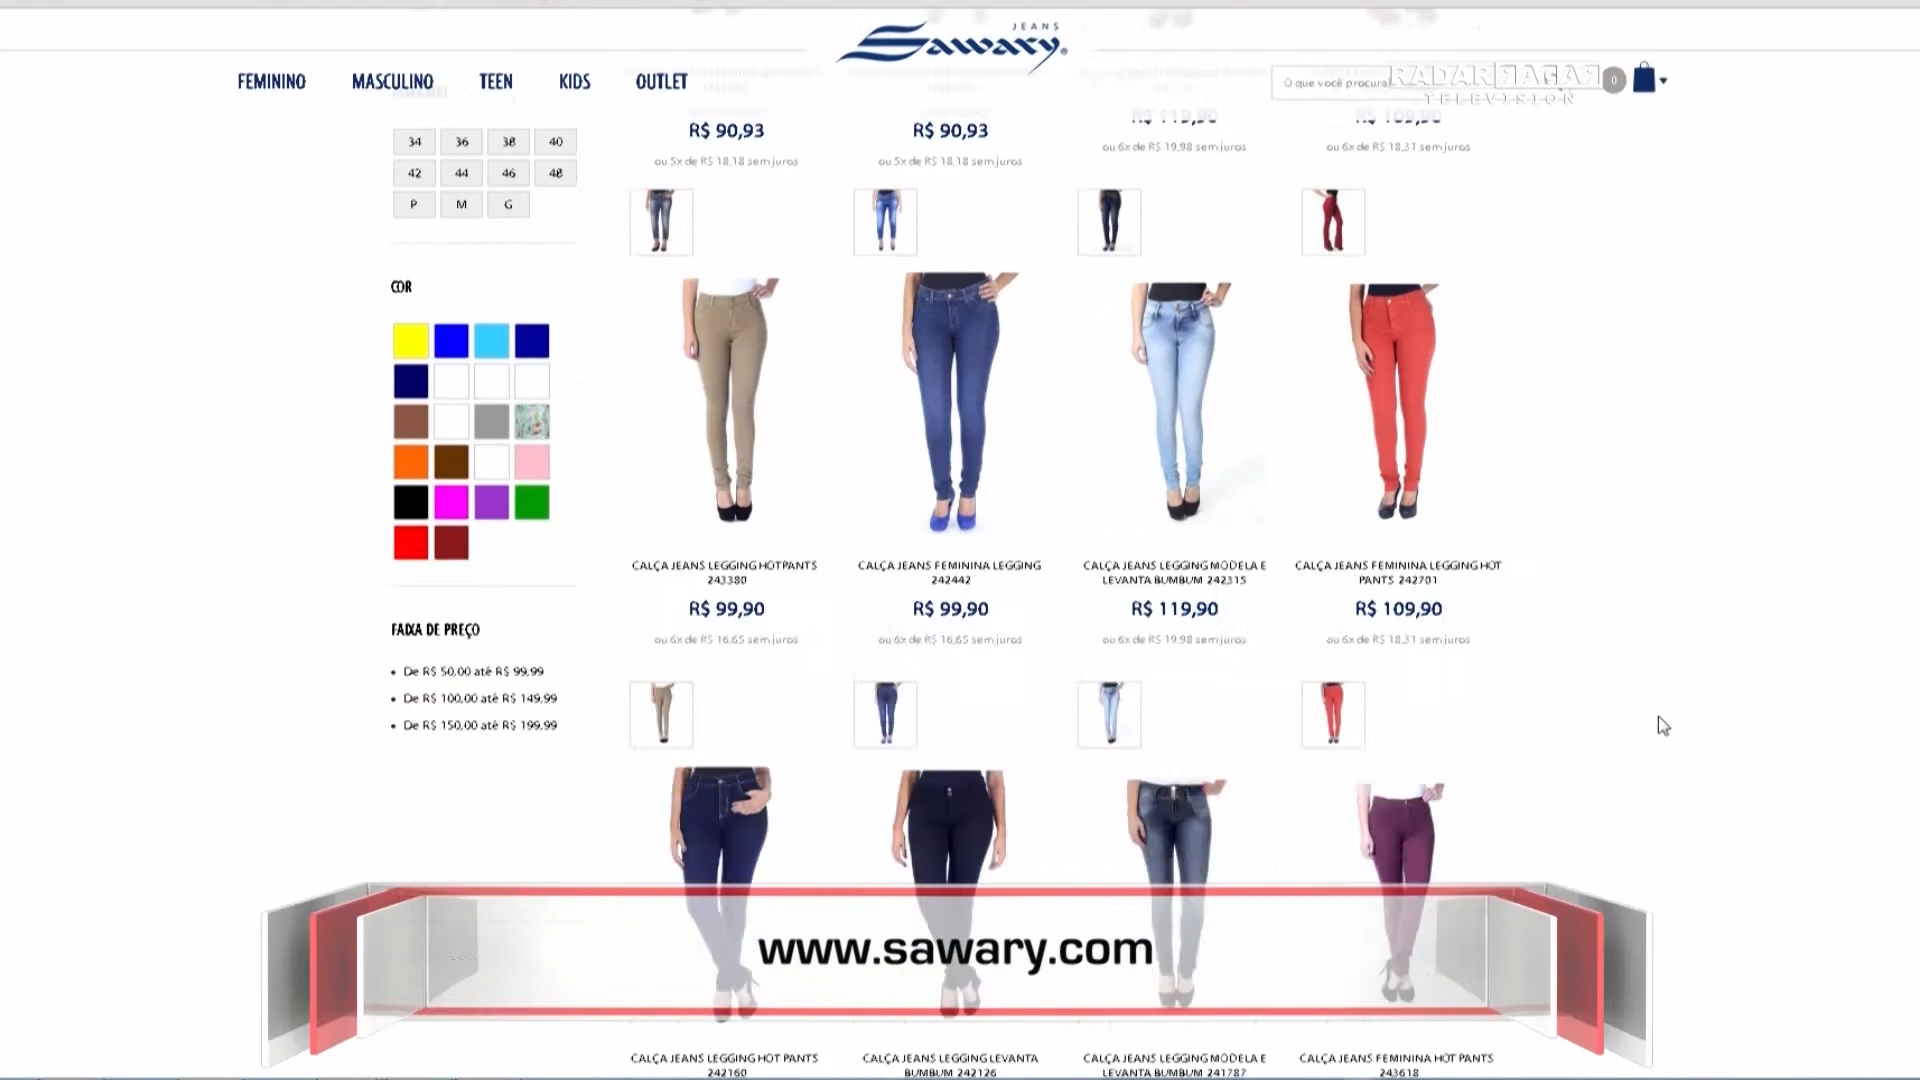 JEANS
Sawary®
FEMININO MASCULINO TEEN KIDS OUTLET
O que você procura?
RADAR RADAR 0
TELEVISION
R$ 90,93 R$ 90,93 R$ 119,90 R$ 109,90
ou 5x de R$ 18,18 sem juros ou 5x de R$ 18,18 sem juros ou 6x de R$ 19,98 sem juros ou 6x de R$ 18,31 sem juros
34 36 38 40
42 44 46 48
P M G
COR
CALÇA JEANS LEGGING HOTPANTS
243380
CALÇA JEANS FEMININA LEGGING
242442
CALÇA JEANS LEGGING MODELA E
LEVANTA BUMBUM 242315
CALÇA JEANS FEMININA LEGGING HOT
PANTS 242701
R$ 99,90 R$ 99,90 R$ 119,90 R$ 109,90
ou 6x de R$ 16,65 sem juros ou 6x de R$ 16,65 sem juros ou 6x de R$ 19,98 sem juros ou 6x de R$ 18,31 sem juros
FAIXA DE PREÇO
De R$ 50,00 até R$ 99,99
De R$ 100,00 até R$ 149,99
De R$ 150,00 até R$ 199,99
www.sawary.com
CALÇA JEANS LEGGING HOT PANTS
242160
CALÇA JEANS LEGGING LEVANTA
BUMBUM 242126
CALÇA JEANS LEGGING MODELA E
LEVANTA BUMBUM 241787
CALÇA JEANS FEMININA HOT PANTS
243618